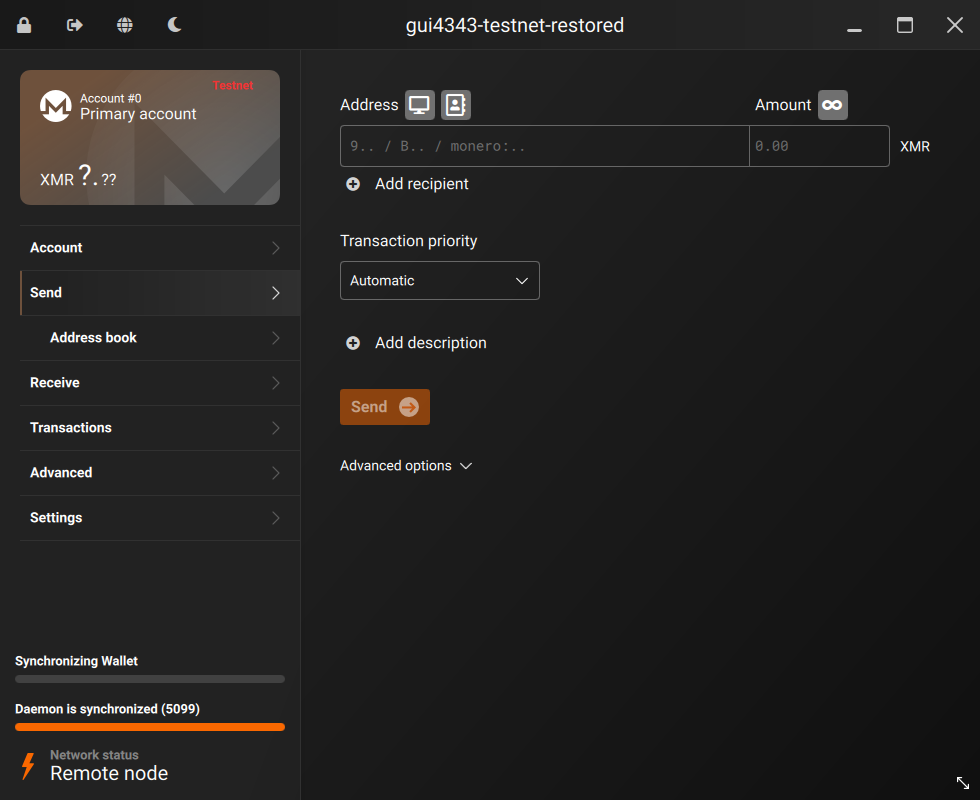 gui4343-testnet-restored
Testnet
Account #0
Primary account
XMR ?.??
Account
Send
Address book
Receive
Transactions
Advanced
Settings
Synchronizing Wallet
Daemon is synchronized (5099)
Network status
Remote node
Address Amount
9.. / B.. / monero:.. 0.00 XMR
Add recipient
Transaction priority
Automatic
Add description
Send
Advanced options